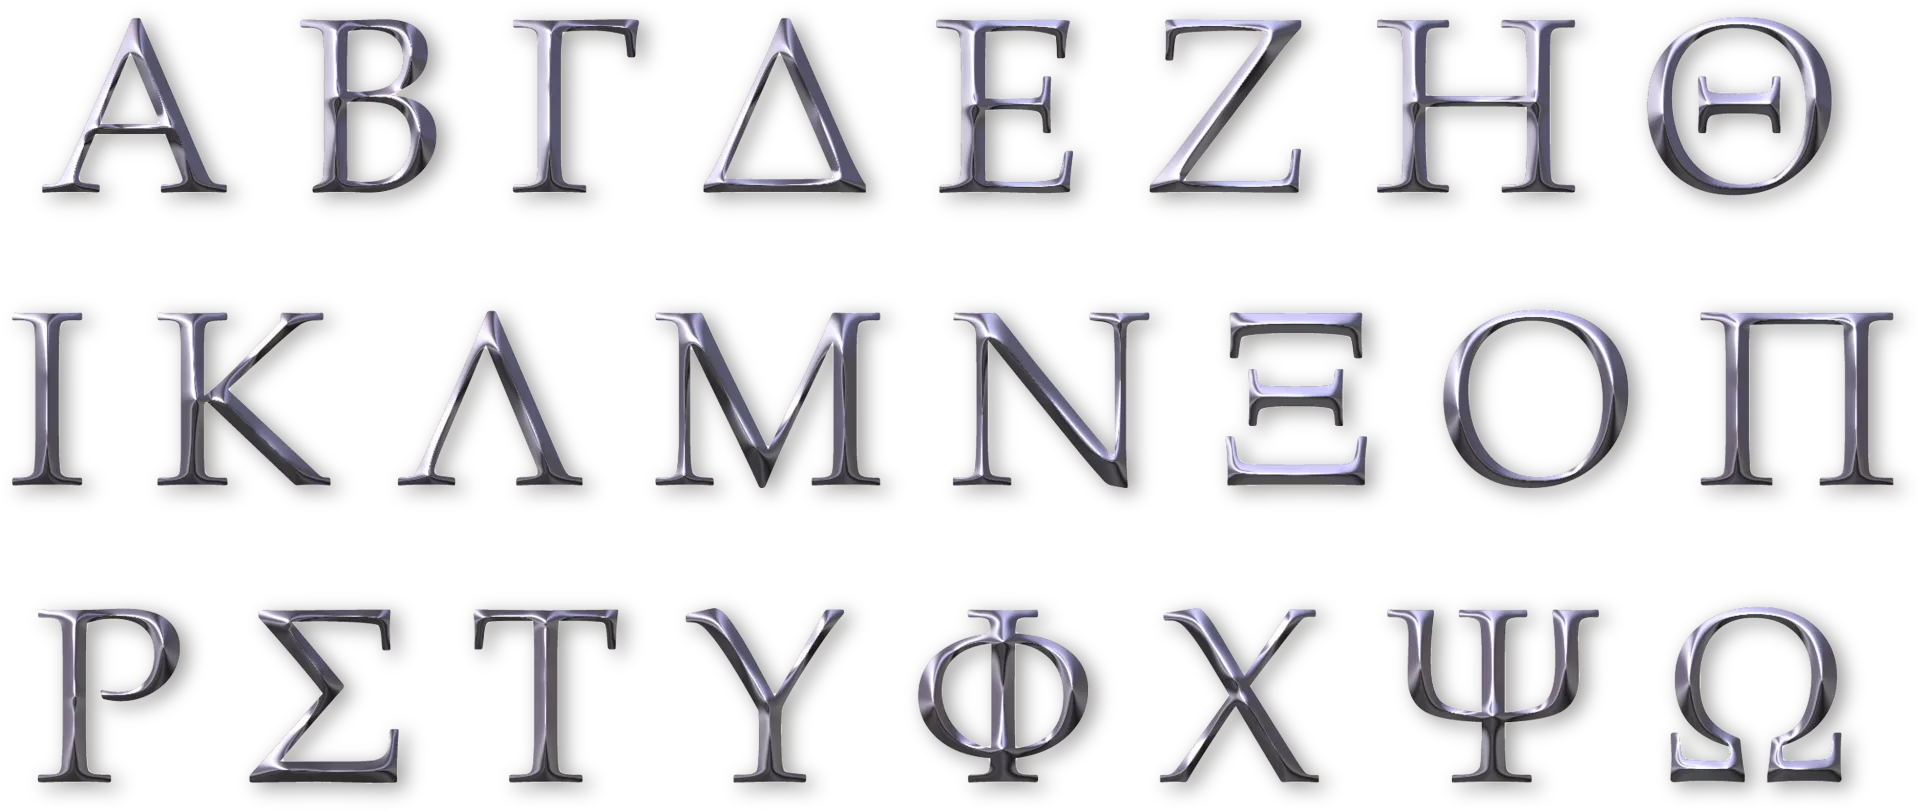 Α Β Γ Δ Ε Ζ Η Θ
Ι Κ Λ Μ Ν Ξ Ο Π
Ρ Σ Τ Υ Φ Χ Ψ Ω